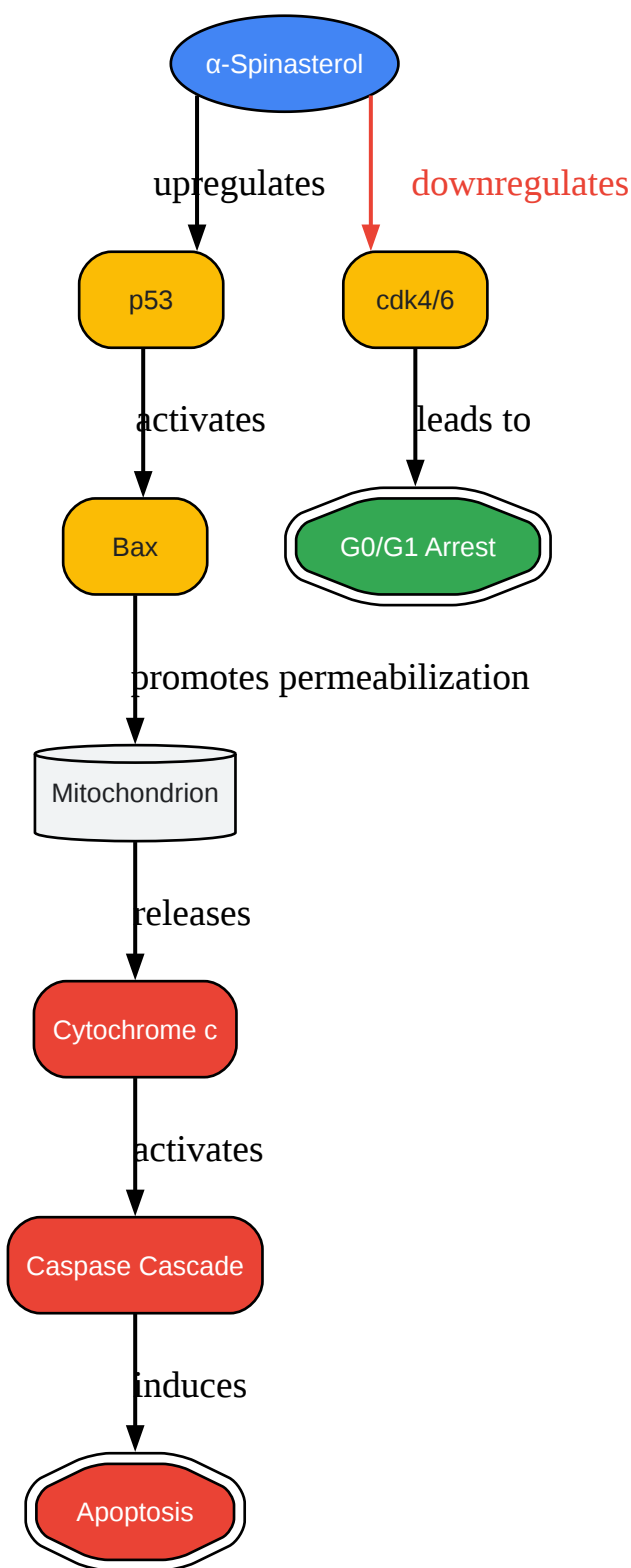 α-Spinasterol
upregulates
downregulates
p53
cdk4/6
activates
leads to
Bax
G0/G1 Arrest
promotes permeabilization
Mitochondrion
releases
Cytochrome c
activates
Caspase Cascade
induces
Apoptosis